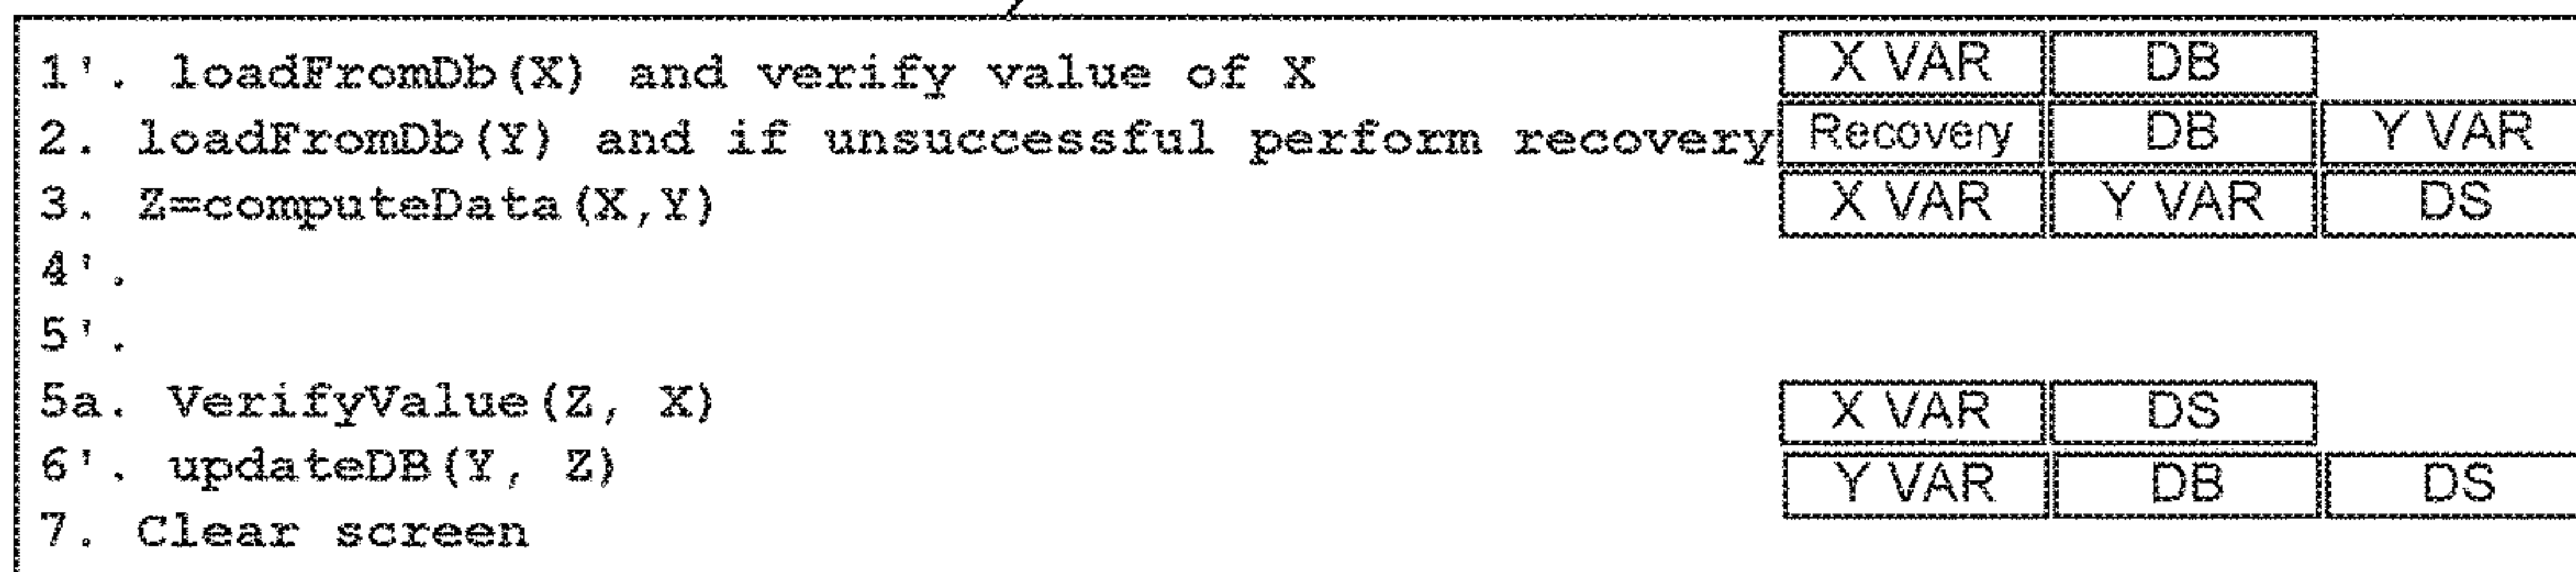 1'. loadFromDb(X) and verify value of X X VAR DB
2. loadFromDb(Y) and if unsuccessful perform recovery Recovery DB Y VAR
3. Z=computeData(X,Y) X VAR Y VAR DS
4'.
5'.
5a. VerifyValue(Z, X) X VAR DS
6'. updateDB(Y, Z) Y VAR DB DS
7. Clear screen